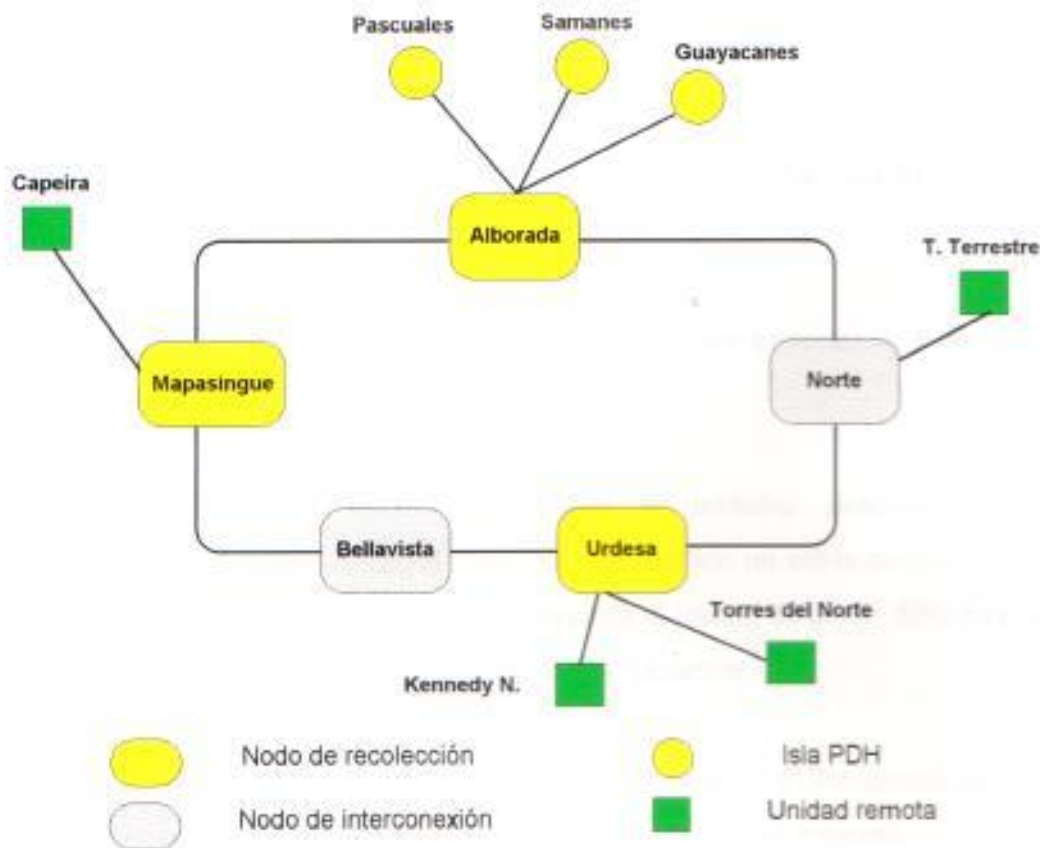 Pascuales
Samanes
Guayacanes
Capeira
Alborada
T. Terrestre
Mapasingue
Norte
Bellavista
Urdesa
Torres del Norte
Kennedy N.
Nodo de recolección
Isla PDH
Nodo de interconexión
Unidad remota